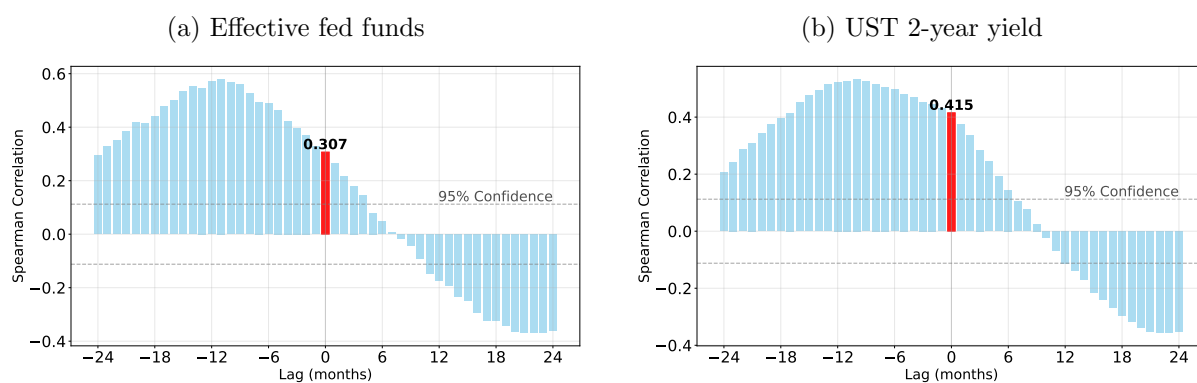 (a) Effective fed funds
0.6
0.4
0.2
0.0
−0.2
−0.4
Spearman Correlation
0.307
95% Confidence
−24 −18 −12 −6 0 6 12 18 24
Lag (months)
(b) UST 2-year yield
0.4
0.2
0.0
−0.2
−0.4
Spearman Correlation
0.415
95% Confidence
−24 −18 −12 −6 0 6 12 18 24
Lag (months)